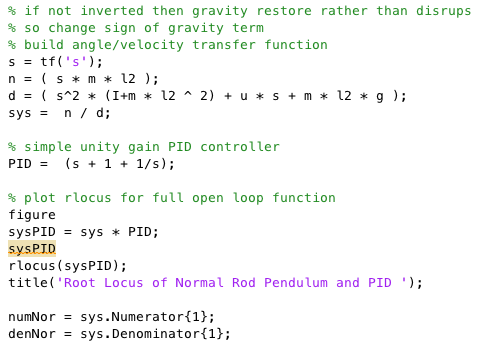 % if not inverted then gravity restore rather than disrups
% so change sign of gravity term
% build angle/velocity transfer function
s = tf('s');
n = ( s * m * l2 );
d = ( s^2 * (I+m * l2 ^ 2) + u * s + m * l2 * g );
sys =  n / d;
% simple unity gain PID controller
PID =  (s + 1 + 1/s);
% plot rlocus for full open loop function
figure
sysPID = sys * PID;
sysPID
rlocus(sysPID);
title('Root Locus of Normal Rod Pendulum and PID ');
numNor = sys.Numerator{1};
denNor = sys.Denominator{1};